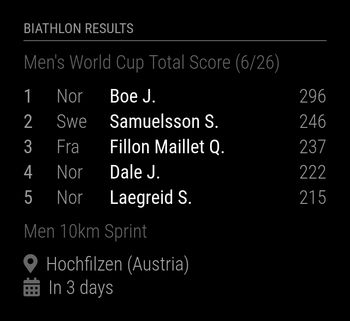 BIATHLON RESULTS
Men's World Cup Total Score (6/26)
1 Nor Boe J. 296
2 Swe Samuelsson S. 246
3 Fra Fillon Maillet Q. 237
4 Nor Dale J. 222
5 Nor Laegreid S. 215
Men 10km Sprint
Hochfilzen (Austria)
In 3 days